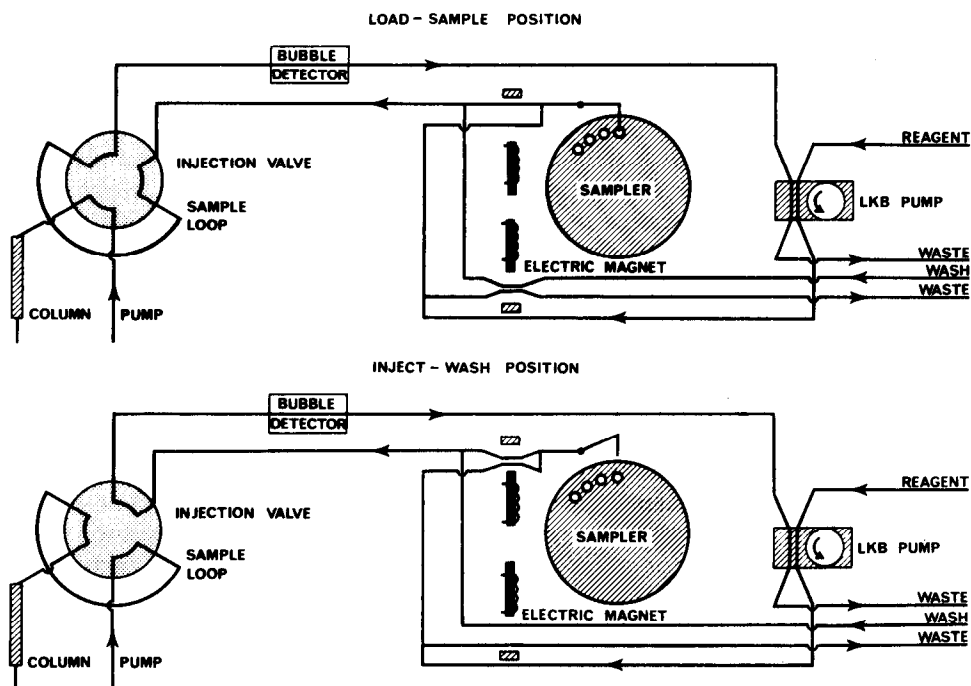 LOAD - SAMPLE POSITION
BUBBLE
DETECTOR
INJECTION VALVE
SAMPLE
LOOP
SAMPLER
REAGENT
LKB PUMP
ELECTRIC MAGNET
WASTE
WASH
WASTE
COLUMN
PUMP
INJECT - WASH POSITION
BUBBLE
DETECTOR
INJECTION VALVE
SAMPLE
LOOP
SAMPLER
REAGENT
LKB PUMP
ELECTRIC MAGNET
WASTE
WASH
WASTE
COLUMN
PUMP